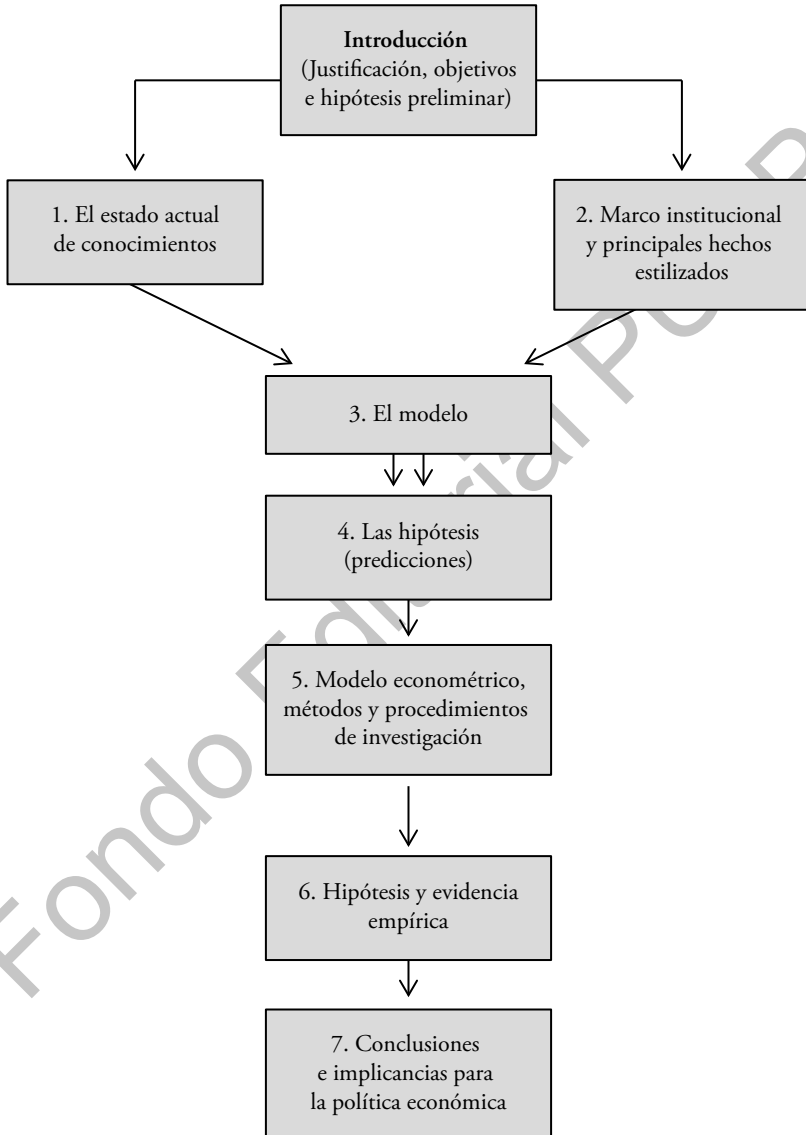 Introducción
(Justificación, objetivos
e hipótesis preliminar)
1. El estado actual
de conocimientos
2. Marco institucional
y principales hechos
estilizados
3. El modelo
4. Las hipótesis
(predicciones)
5. Modelo econométrico,
métodos y procedimientos
de investigación
6. Hipótesis y evidencia
empírica
7. Conclusiones
e implicancias para
la política económica
Fondo Editorial